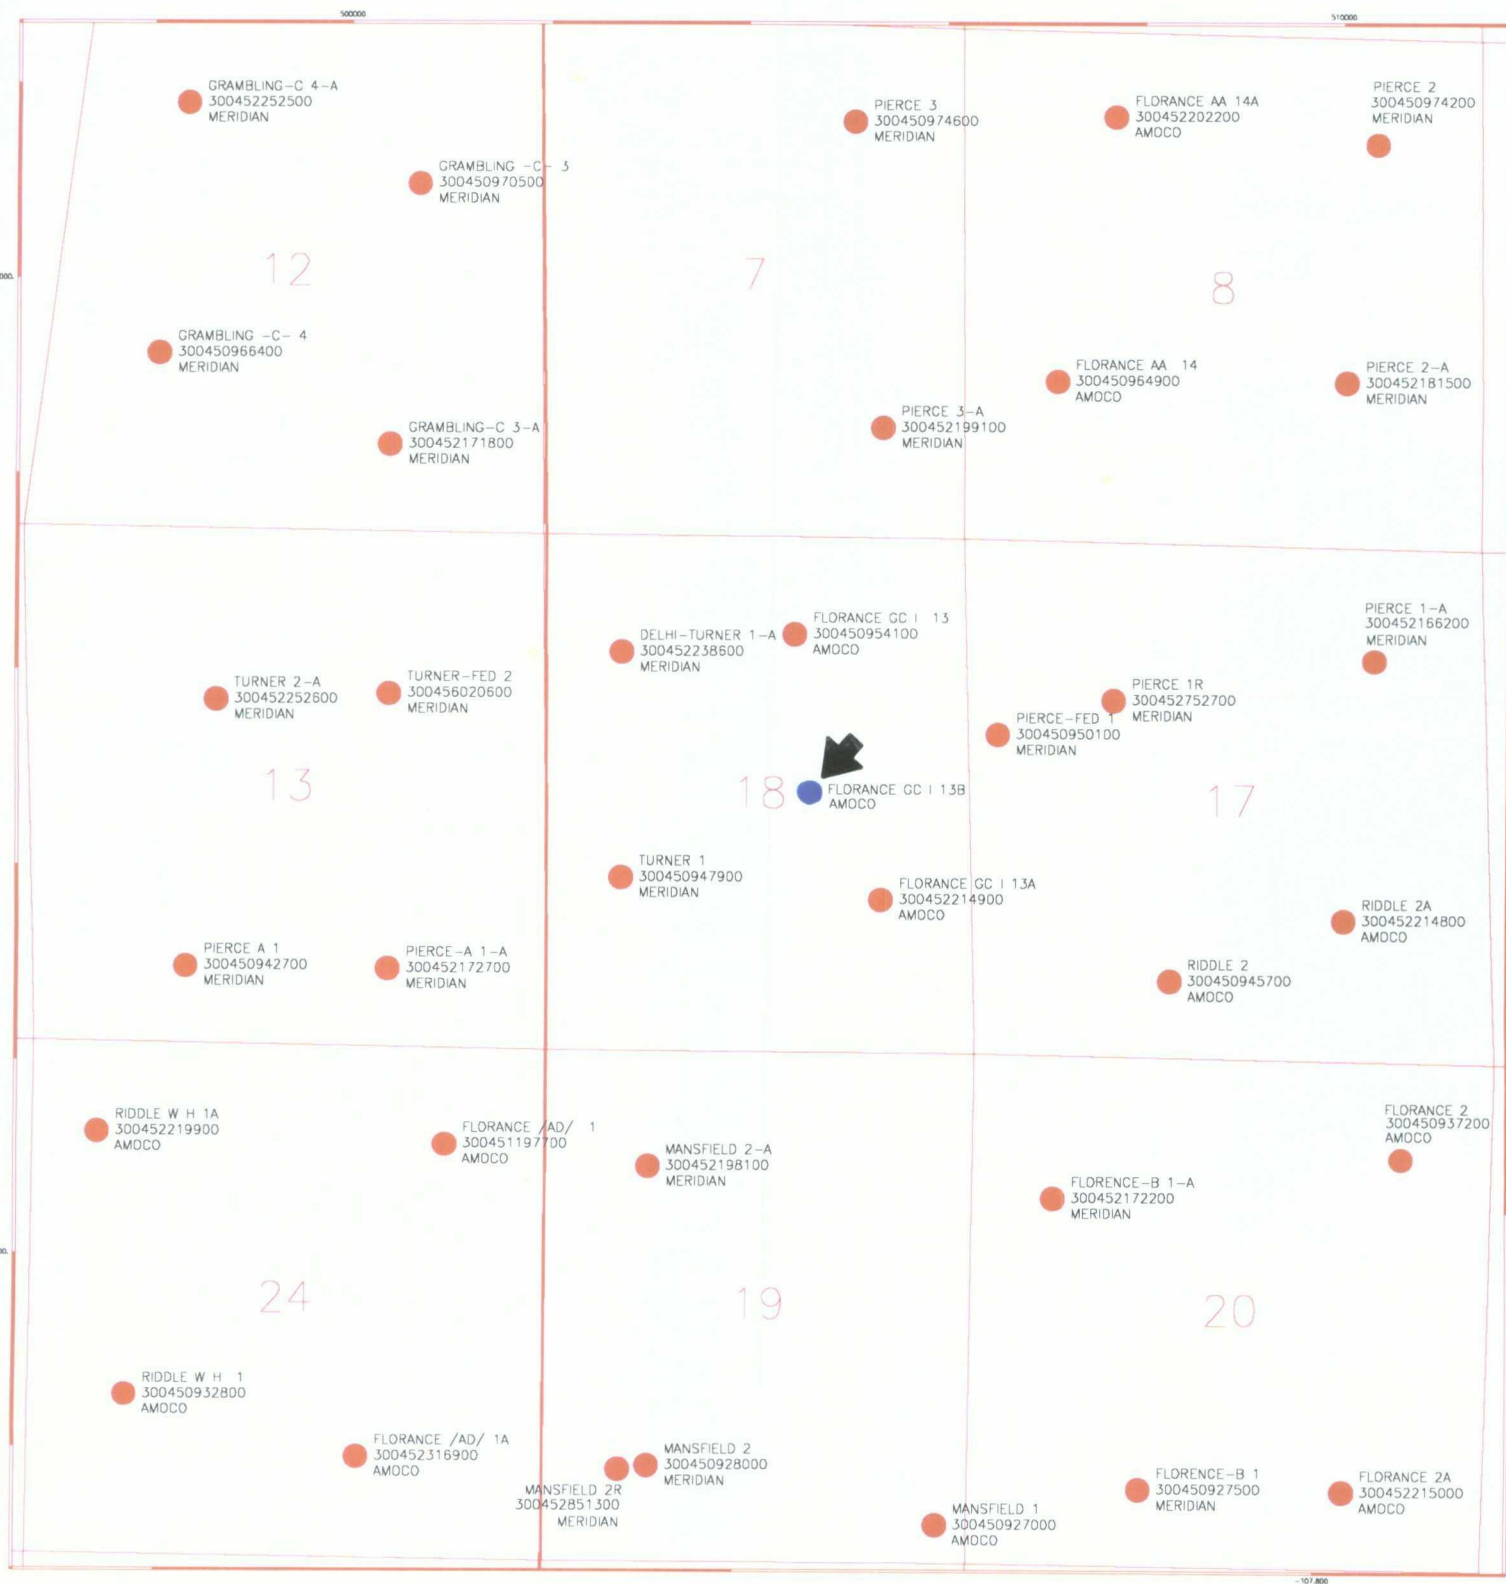 500000
510000
GRAMBLING-C 4-A
300452252500
MERIDIAN
PIERCE 3
300450974600
MERIDIAN
FLORANCE AA 14A
300452202200
AMOCO
PIERCE 2
300450974200
MERIDIAN
GRAMBLING -C- 3
300450970500
MERIDIAN
12
7
8
GRAMBLING -C- 4
300450966400
MERIDIAN
FLORANCE AA 14
300450964900
AMOCO
PIERCE 2-A
300452181500
MERIDIAN
GRAMBLING-C 3-A
300452171800
MERIDIAN
PIERCE 3-A
300452199100
MERIDIAN
DELHI-TURNER 1-A
300452238600
MERIDIAN
FLORANCE GC I 13
300450954100
AMOCO
PIERCE 1-A
300452166200
MERIDIAN
TURNER 2-A
300452252600
MERIDIAN
TURNER-FED 2
300456020600
MERIDIAN
PIERCE-FED 1
300450950100
MERIDIAN
PIERCE 1R
300452752700
MERIDIAN
13
18
17
FLORANCE GC I 13B
AMOCO
TURNER 1
300450947900
MERIDIAN
FLORANCE GC I 13A
300452214900
AMOCO
RIDDLE 2A
300452214800
AMOCO
PIERCE A 1
300450942700
MERIDIAN
PIERCE-A 1-A
300452172700
MERIDIAN
RIDDLE 2
300450945700
AMOCO
RIDDLE W H 1A
300452219900
AMOCO
FLORANCE /AD/ 1
300451197700
AMOCO
MANSFIELD 2-A
300452198100
MERIDIAN
FLORENCE-B 1-A
300452172200
MERIDIAN
FLORANCE 2
300450937200
AMOCO
24
19
20
RIDDLE W H 1
300450932800
AMOCO
FLORANCE /AD/ 1A
300452316900
AMOCO
MANSFIELD 2R
300452851300
MERIDIAN
MANSFIELD 2
300450928000
MERIDIAN
MANSFIELD 1
300450927000
AMOCO
FLORENCE-B 1
300450927500
MERIDIAN
FLORANCE 2A
300452215000
AMOCO
-107.800